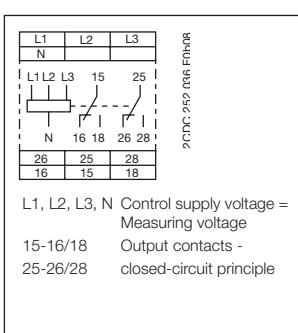 L1 L2 L3
N
L1 L2 L3 15 25
N 16 18 26 28
26 25 28
16 15 18
2CDC 252 036 F0b08
L1, L2, L3, N Control supply voltage =
Measuring voltage
15-16/18 Output contacts -
25-26/28 closed-circuit principle